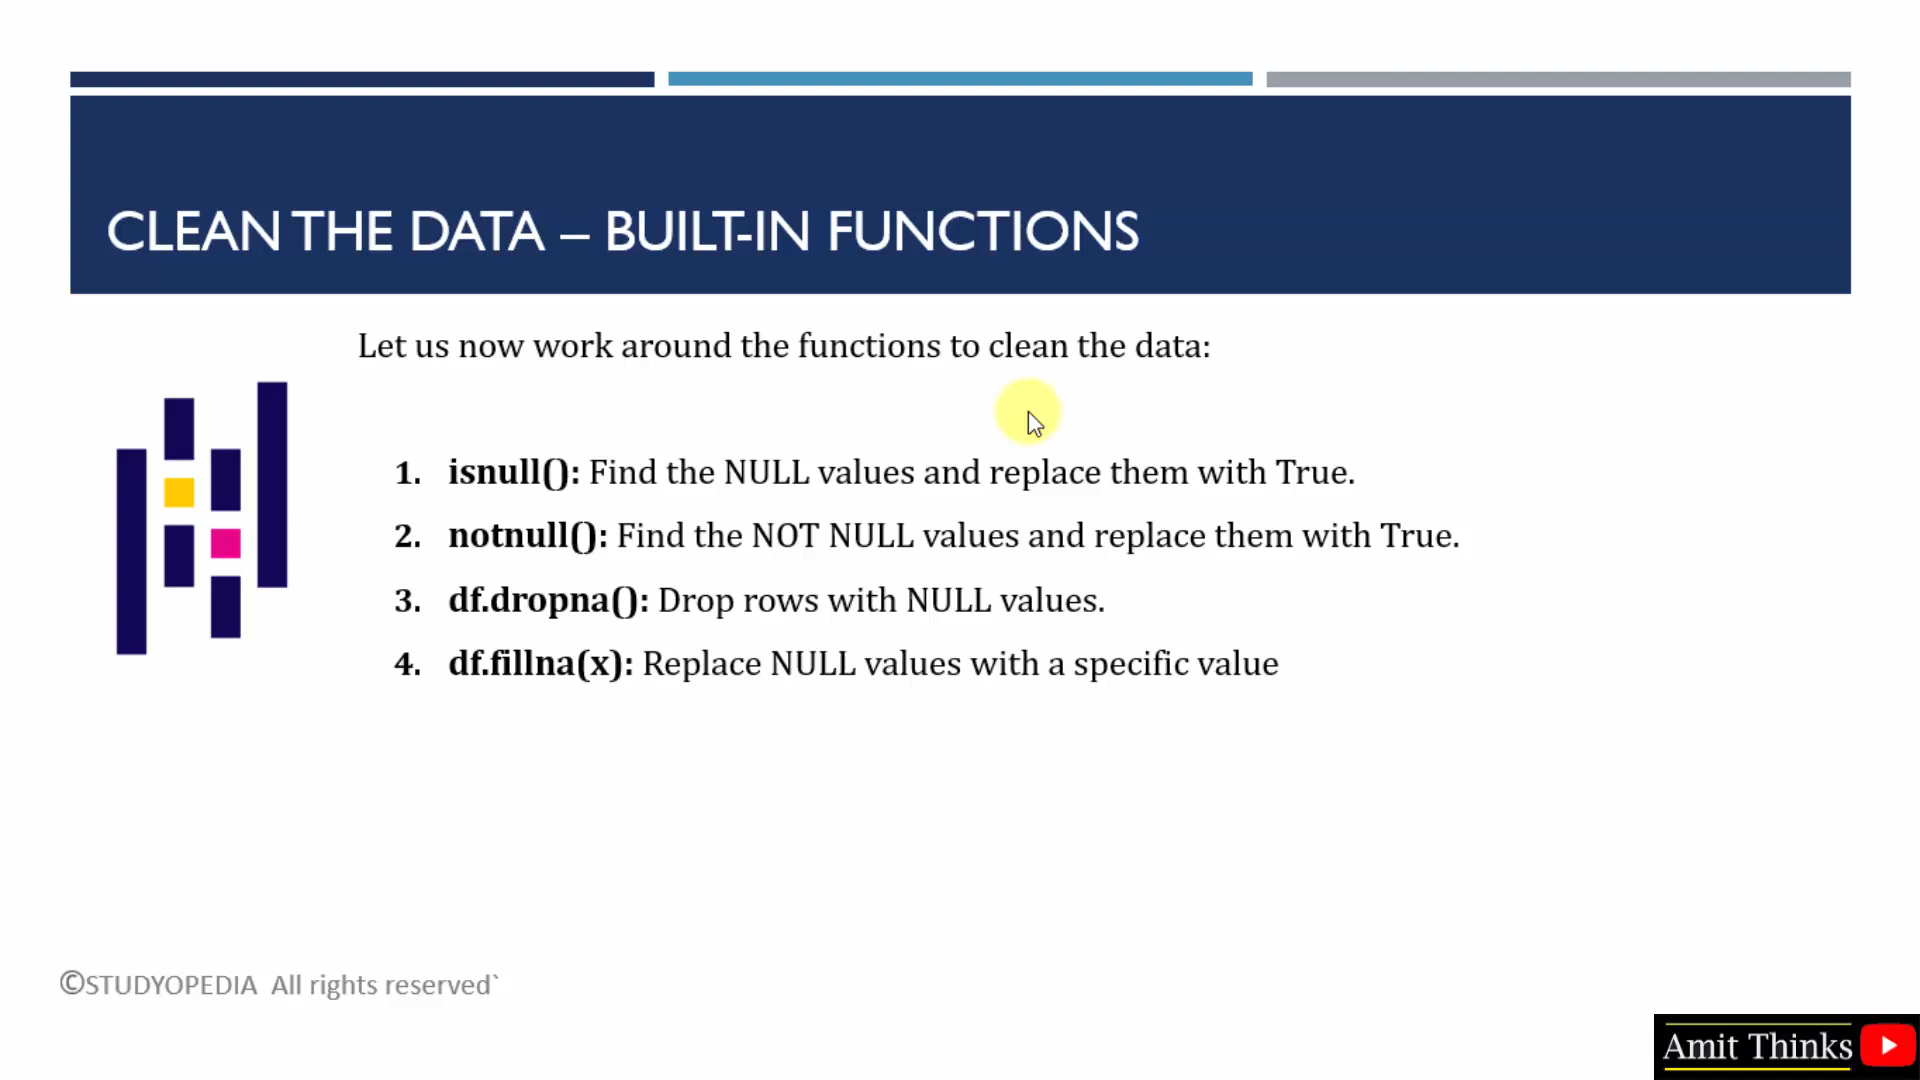 CLEAN THE DATA – BUILT-IN FUNCTIONS
Let us now work around the functions to clean the data:
1. isnull(): Find the NULL values and replace them with True.
2. notnull(): Find the NOT NULL values and replace them with True.
3. df.dropna(): Drop rows with NULL values.
4. df.fillna(x): Replace NULL values with a specific value
©STUDYOPEDIA All rights reserved`
Amit Thinks